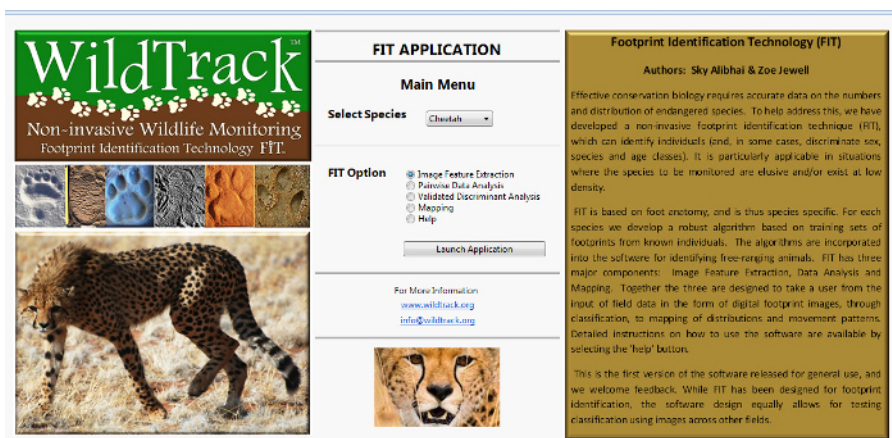 WildTrack™
Non-invasive Wildlife Monitoring
Footprint Identification Technology FIT.
FIT APPLICATION
Main Menu
Select Species
Cheetah
FIT Option
Image Feature Extraction
Pairwise Data Analysis
Validated Discriminant Analysis
Mapping
Help
Launch Application
For More Information
www.wildtrack.org
info@wildtrack.org
Footprint Identification Technology (FIT)
Authors: Sky Alibhai & Zoe Jewell
Effective conservation biology requires accurate data on the numbers
and distribution of endangered species. To help address this, we have
developed a non-invasive footprint identification technique (FIT),
which can identify individuals (and, in some cases, discriminate sex,
species and age classes). It is particularly applicable in situations
where the species to be monitored are elusive and/or exist at low
density.
FIT is based on foot anatomy, and is thus species specific. For each
species we develop a robust algorithm based on training sets of
footprints from known individuals. The algorithms are incorporated
into the software for identifying free-ranging animals. FIT has three
major components: Image Feature Extraction, Data Analysis and
Mapping. Together the three are designed to take a user from the
input of field data in the form of digital footprint images, through
classification, to mapping of distributions and movement patterns.
Detailed instructions on how to use the software are available by
selecting the 'help' button.
This is the first version of the software released for general use, and
we welcome feedback. While FIT has been designed for footprint
identification, the software design equally allows for testing
classification using images across other fields.